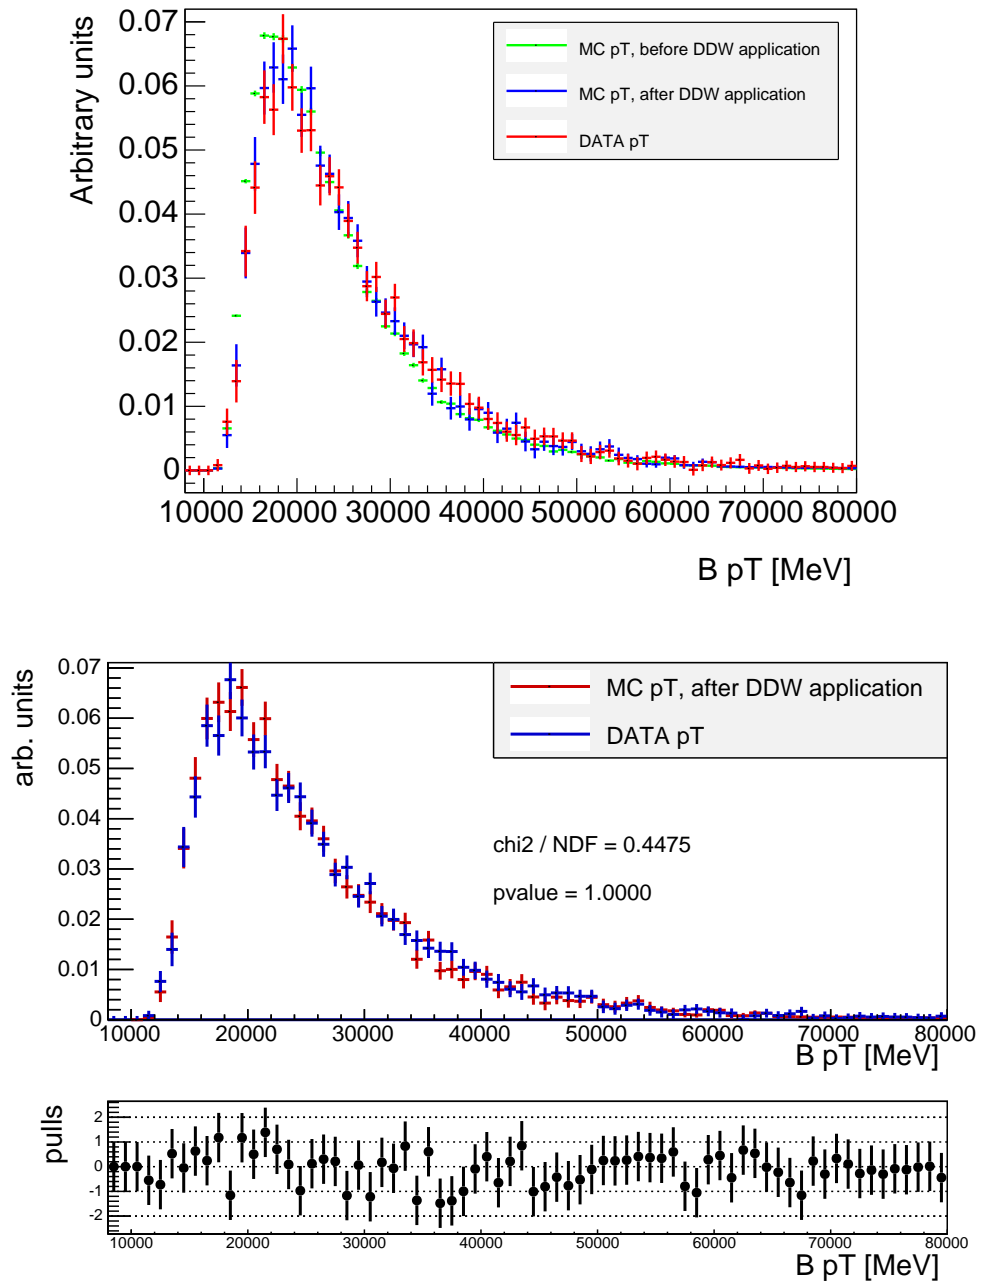 Arbitrary units
0.07
0.06
0.05
0.04
0.03
0.02
0.01
0
MC pT, before DDW application
MC pT, after DDW application
DATA pT
10000 20000 30000 40000 50000 60000 70000 80000
B pT [MeV]
arb. units
0.07
0.06
0.05
0.04
0.03
0.02
0.01
0
MC pT, after DDW application
DATA pT
chi2 / NDF = 0.4475
pvalue = 1.0000
10000 20000 30000 40000 50000 60000 70000 80000
B pT [MeV]
pulls
2
1
0
-1
-2
10000 20000 30000 40000 50000 60000 70000 80000
B pT [MeV]